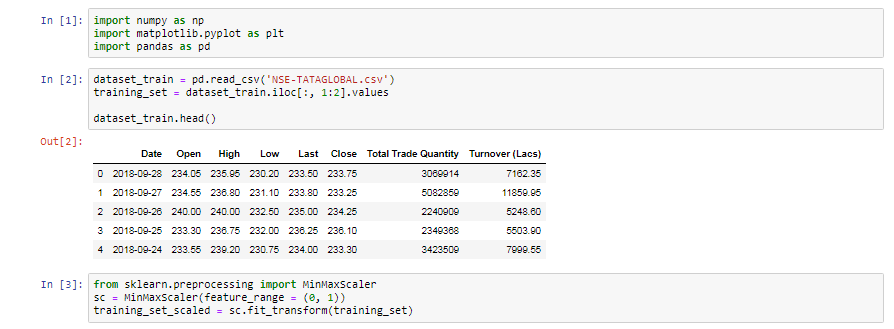 In [1]: import numpy as np
import matplotlib.pyplot as plt
import pandas as pd
In [2]: dataset_train = pd.read_csv('NSE-TATAGLOBAL.csv')
training_set = dataset_train.iloc[:, 1:2].values
dataset_train.head()
Out[2]:
Date Open High Low Last Close Total Trade Quantity Turnover (Lacs)
0 2018-09-28 234.05 235.95 230.20 233.50 233.75 3069914 7162.35
1 2018-09-27 234.55 236.80 231.10 233.80 233.25 5082859 11859.95
2 2018-09-26 240.00 240.00 232.50 235.00 234.25 2240909 5248.60
3 2018-09-25 233.30 236.75 232.00 236.25 236.10 2349368 5503.90
4 2018-09-24 233.55 239.20 230.75 234.00 233.30 3423509 7999.55
In [3]: from sklearn.preprocessing import MinMaxScaler
sc = MinMaxScaler(feature_range = (0, 1))
training_set_scaled = sc.fit_transform(training_set)